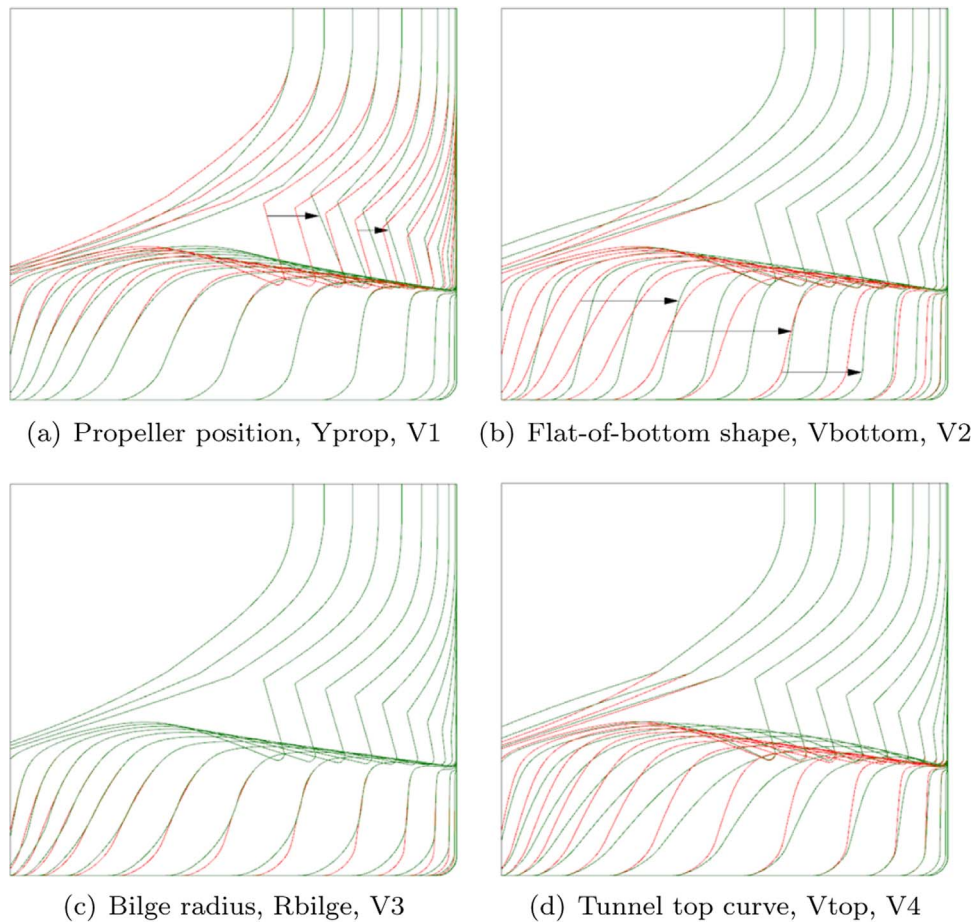 (a) Propeller position, Yprop, V1
(b) Flat-of-bottom shape, Vbottom, V2
(c) Bilge radius, Rbilge, V3
(d) Tunnel top curve, Vtop, V4